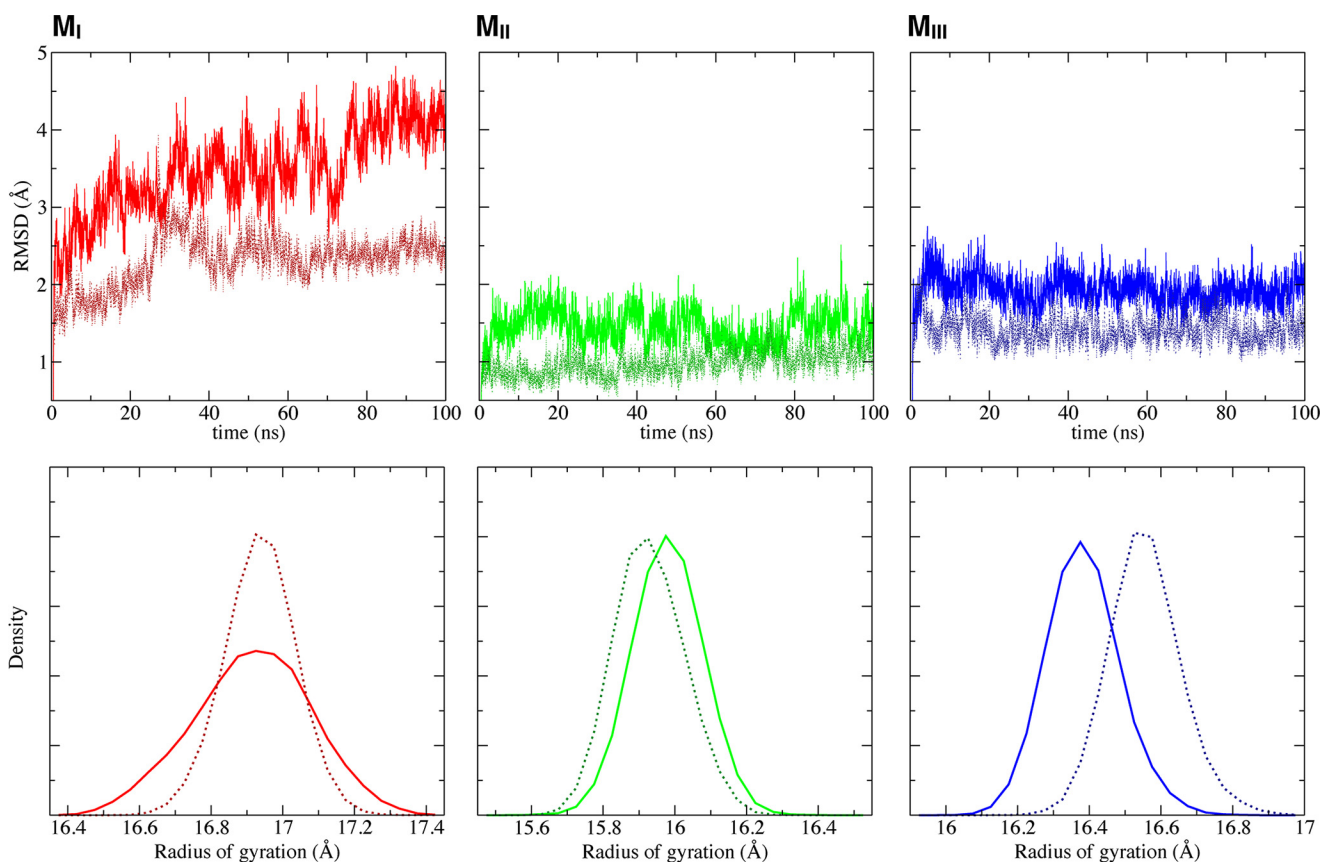 MI MII MIII
5
4
3
2
1
RMSD (Å)
0 20 40 60 80 100 0 20 40 60 80 100 0 20 40 60 80 100
time (ns) time (ns) time (ns)
Density
16.4 16.6 16.8 17 17.2 17.4 15.6 15.8 16 16.2 16.4 16 16.2 16.4 16.6 16.8 17
Radius of gyration (Å) Radius of gyration (Å) Radius of gyration (Å)